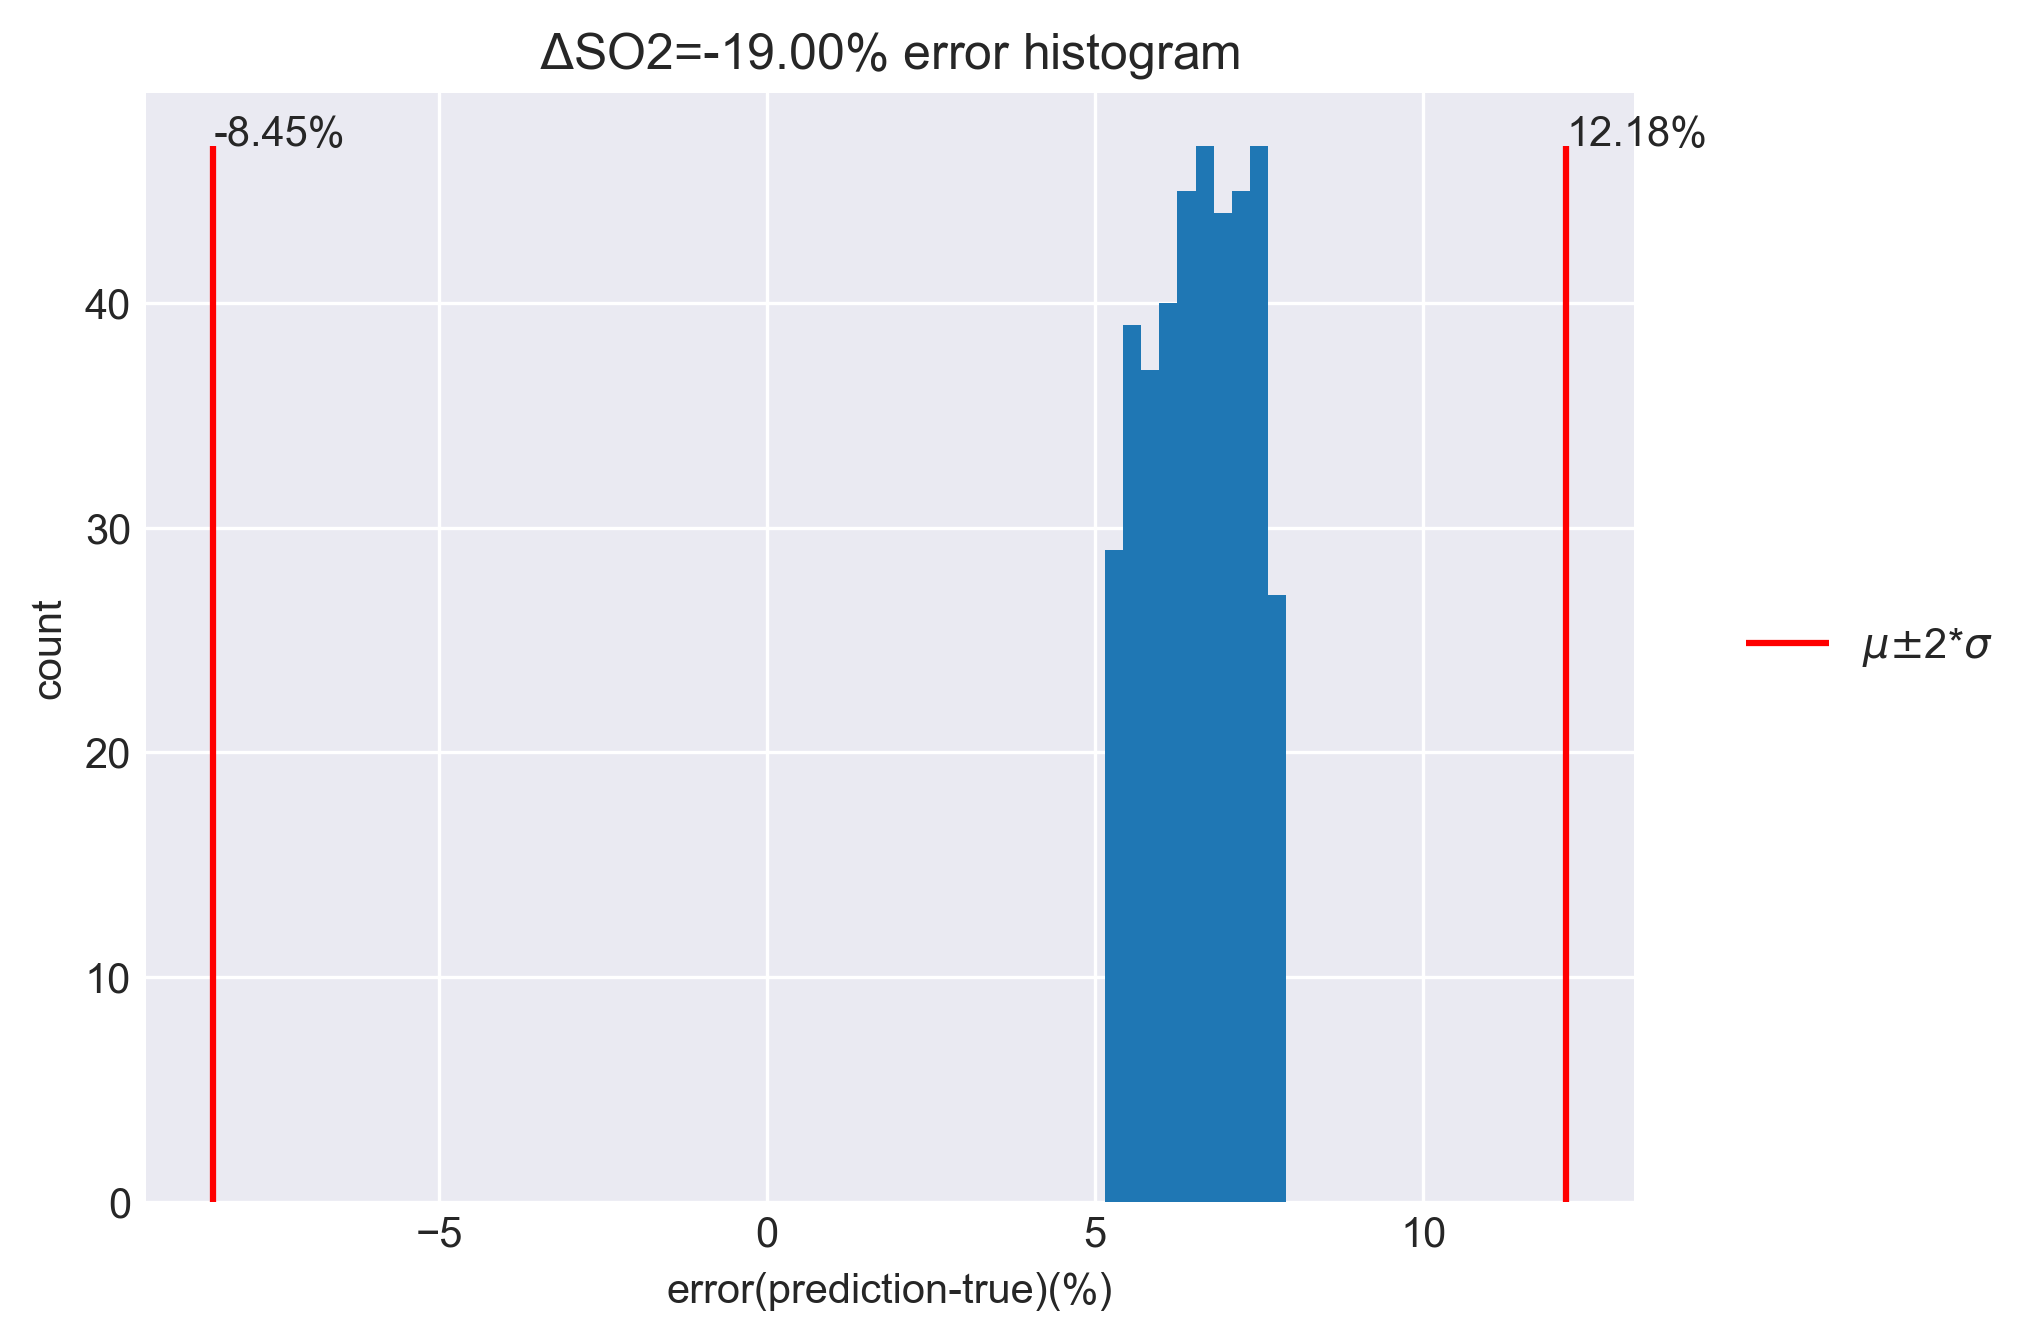 ΔSO2=-19.00% error histogram
-8.45%
12.18%
40
30
20
10
0
count
−5
0
5
10
error(prediction-true)(%)
μ±2*σ